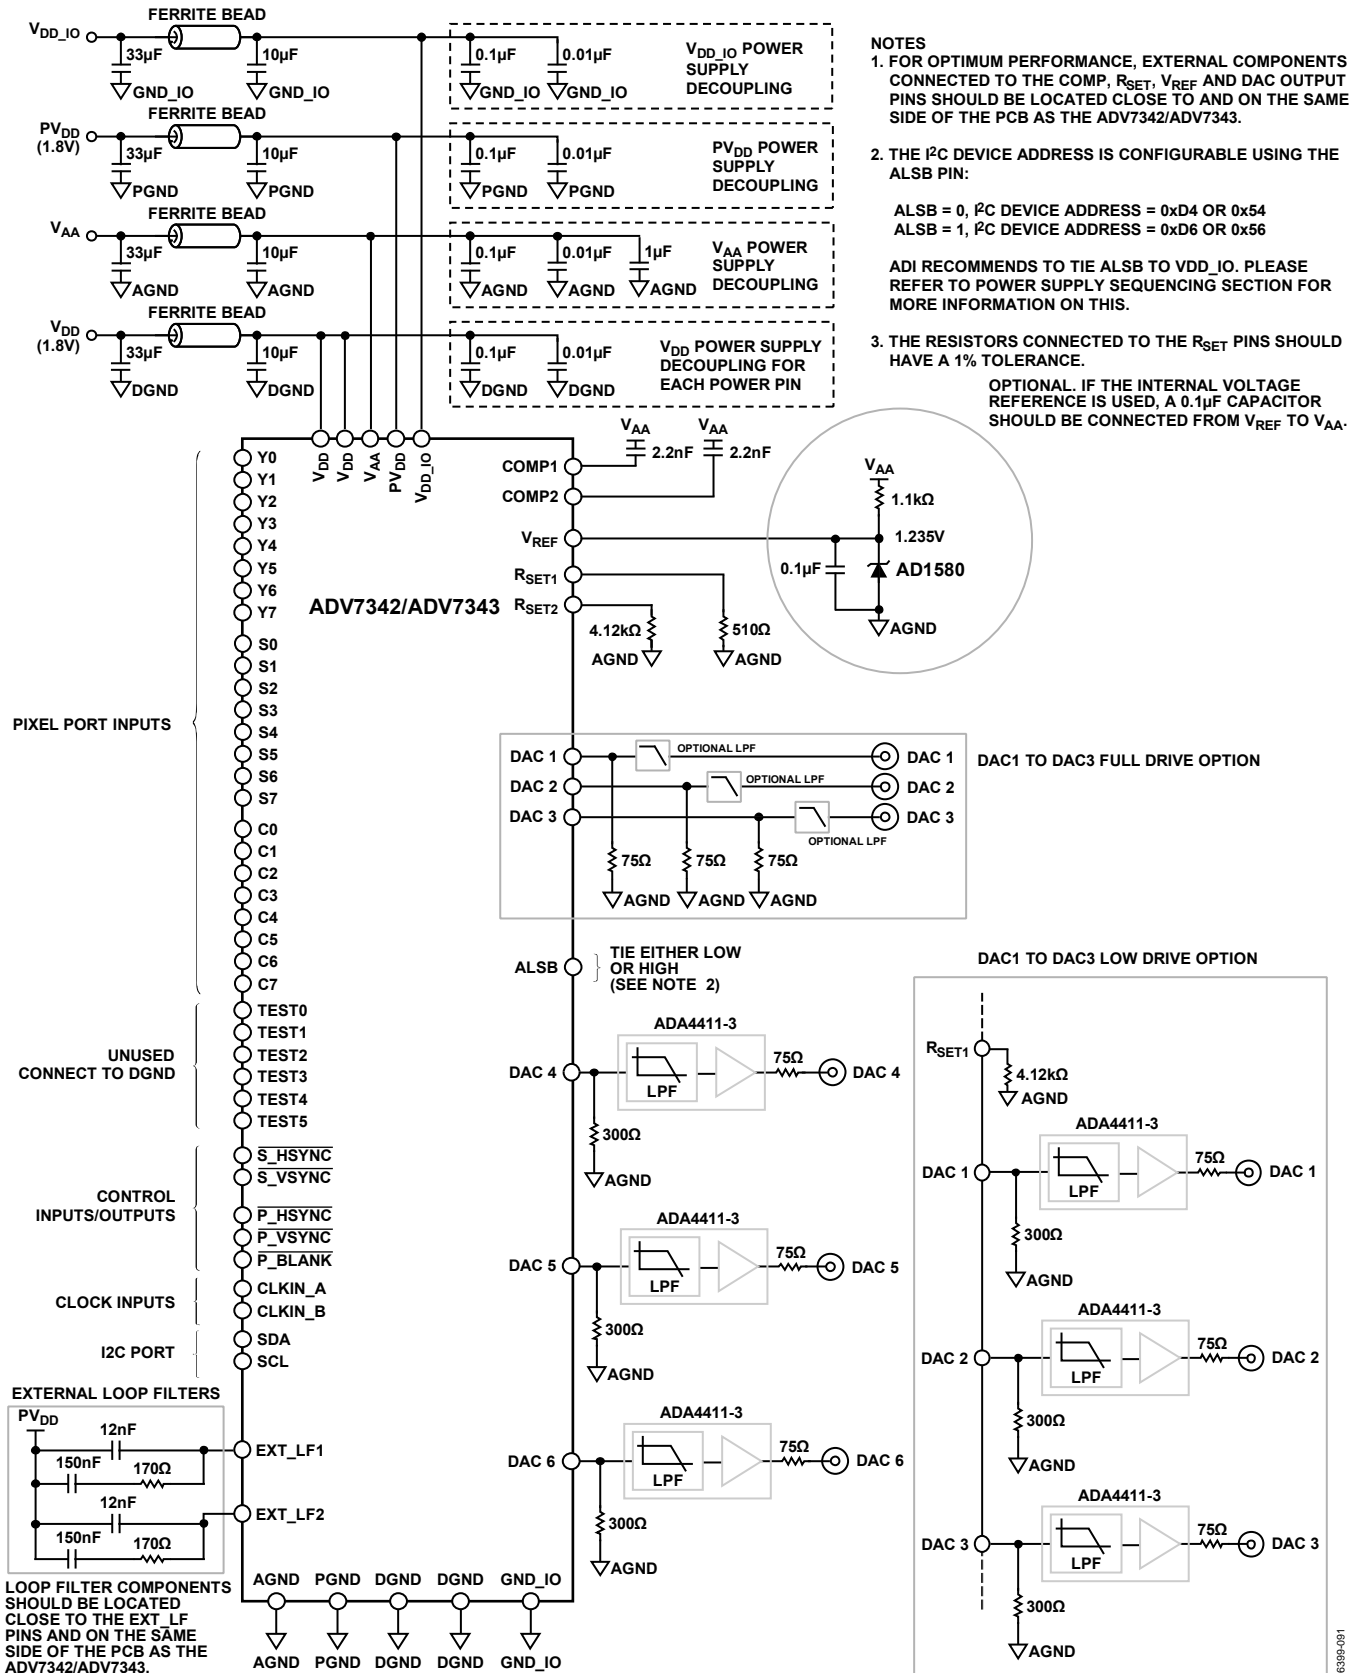 FERRITE BEAD
VDD_IO
33µF
10µF
0.1µF
0.01µF
GND_IO
GND_IO
GND_IO
GND_IO
VDD_IO POWER
SUPPLY
DECOUPLING
FERRITE BEAD
PVDD
(1.8V)
33µF
10µF
0.1µF
0.01µF
PGND
PGND
PGND
PGND
PVDD POWER
SUPPLY
DECOUPLING
FERRITE BEAD
VAA
33µF
10µF
0.1µF
0.01µF
1µF
AGND
AGND
AGND
AGND
AGND
VAA POWER
SUPPLY
DECOUPLING
FERRITE BEAD
VDD
(1.8V)
33µF
10µF
0.1µF
0.01µF
DGND
DGND
DGND
DGND
VDD POWER SUPPLY
DECOUPLING FOR
EACH POWER PIN
NOTES
1. FOR OPTIMUM PERFORMANCE, EXTERNAL COMPONENTS
CONNECTED TO THE COMP, RSET, VREF AND DAC OUTPUT
PINS SHOULD BE LOCATED CLOSE TO AND ON THE SAME
SIDE OF THE PCB AS THE ADV7342/ADV7343.
2. THE I2C DEVICE ADDRESS IS CONFIGURABLE USING THE
ALSB PIN:
ALSB = 0, I2C DEVICE ADDRESS = 0xD4 OR 0x54
ALSB = 1, I2C DEVICE ADDRESS = 0xD6 OR 0x56
ADI RECOMMENDS TO TIE ALSB TO VDD_IO. PLEASE
REFER TO POWER SUPPLY SEQUENCING SECTION FOR
MORE INFORMATION ON THIS.
3. THE RESISTORS CONNECTED TO THE RSET PINS SHOULD
HAVE A 1% TOLERANCE.
OPTIONAL. IF THE INTERNAL VOLTAGE
REFERENCE IS USED, A 0.1µF CAPACITOR
SHOULD BE CONNECTED FROM VREF TO VAA.
VDD
VDD
VAA
PVDD
VDD_IO
VAA
VAA
2.2nF
2.2nF
COMP1
COMP2
VREF
RSET1
RSET2
4.12kΩ
510Ω
AGND
AGND
VAA
1.1kΩ
1.235V
0.1µF
AD1580
AGND
ADV7342/ADV7343
Y0
Y1
Y2
Y3
Y4
Y5
Y6
Y7
S0
S1
S2
S3
S4
S5
S6
S7
C0
C1
C2
C3
C4
C5
C6
C7
PIXEL PORT INPUTS
TEST0
TEST1
TEST2
TEST3
TEST4
TEST5
UNUSED
CONNECT TO DGND
S_HSYNC
S_VSYNC
P_HSYNC
P_VSYNC
P_BLANK
CONTROL
INPUTS/OUTPUTS
CLKIN_A
CLKIN_B
CLOCK INPUTS
SDA
SCL
I2C PORT
EXTERNAL LOOP FILTERS
PVDD
12nF
150nF
170Ω
12nF
150nF
170Ω
EXT_LF1
EXT_LF2
LOOP FILTER COMPONENTS
SHOULD BE LOCATED
CLOSE TO THE EXT_LF
PINS AND ON THE SAME
SIDE OF THE PCB AS THE
ADV7342/ADV7343.
AGND PGND DGND DGND GND_IO
AGND PGND DGND DGND GND_IO
DAC 1
OPTIONAL LPF
DAC 1
DAC 2
OPTIONAL LPF
DAC 2
DAC 3
OPTIONAL LPF
DAC 3
75Ω
75Ω
75Ω
AGND
AGND
AGND
DAC1 TO DAC3 FULL DRIVE OPTION
ALSB
TIE EITHER LOW
OR HIGH
(SEE NOTE 2)
ADA4411-3
DAC 4
LPF
75Ω
DAC 4
300Ω
AGND
ADA4411-3
DAC 5
LPF
75Ω
DAC 5
300Ω
AGND
ADA4411-3
DAC 6
LPF
75Ω
DAC 6
300Ω
AGND
DAC1 TO DAC3 LOW DRIVE OPTION
RSET1
4.12kΩ
AGND
ADA4411-3
DAC 1
LPF
75Ω
DAC 1
300Ω
AGND
ADA4411-3
DAC 2
LPF
75Ω
DAC 2
300Ω
AGND
ADA4411-3
DAC 3
LPF
75Ω
DAC 3
300Ω
AGND
6399-091